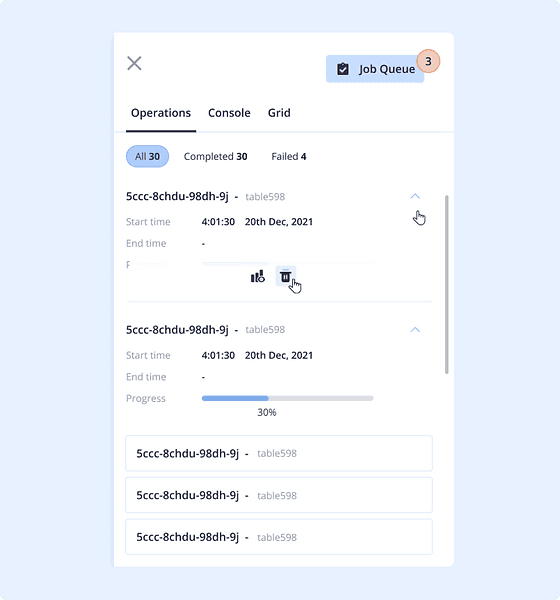 Job Queue 3
Operations Console Grid
All 30 Completed 30 Failed 4
5ccc-8chdu-98dh-9j - table598
Start time 4:01:30 20th Dec, 2021
End time -
5ccc-8chdu-98dh-9j - table598
Start time 4:01:30 20th Dec, 2021
End time -
Progress
30%
5ccc-8chdu-98dh-9j - table598
5ccc-8chdu-98dh-9j - table598
5ccc-8chdu-98dh-9j - table598